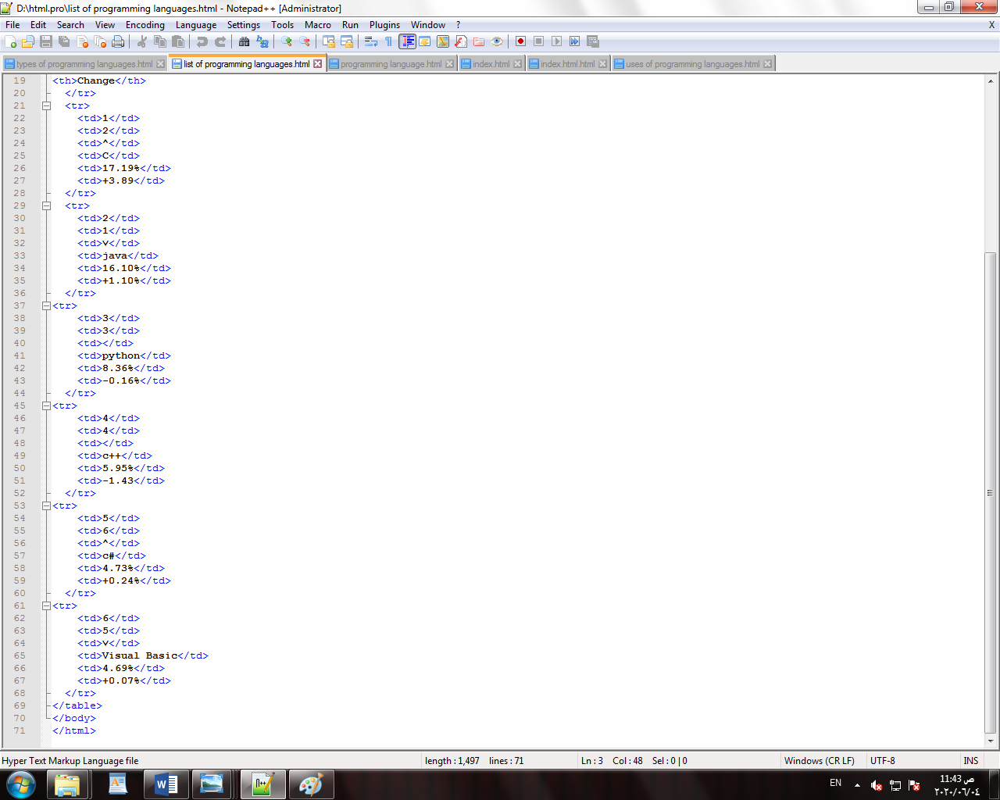 D:\html.pro\list of programming languages.html - Notepad++ [Administrator]
File Edit Search View Encoding Language Settings Tools Macro Run Plugins Window ? X
types of programming languages.html list of programming languages.html programming language.html index.html index.html.html uses of programming languages.html
19 <th>Change</th>
20 </tr>
21 <tr>
22 <td>1</td>
23 <td>2</td>
24 <td>^</td>
25 <td>C</td>
26 <td>17.19%</td>
27 <td>+3.89</td>
28 </tr>
29 <tr>
30 <td>2</td>
31 <td>1</td>
32 <td>v</td>
33 <td>java</td>
34 <td>16.10%</td>
35 <td>+1.10%</td>
36 </tr>
37 <tr>
38 <td>3</td>
39 <td>3</td>
40 <td></td>
41 <td>python</td>
42 <td>8.36%</td>
43 <td>-0.16%</td>
44 </tr>
45 <tr>
46 <td>4</td>
47 <td>4</td>
48 <td></td>
49 <td>c++</td>
50 <td>5.95%</td>
51 <td>-1.43</td>
52 </tr>
53 <tr>
54 <td>5</td>
55 <td>6</td>
56 <td>^</td>
57 <td>c#</td>
58 <td>4.73%</td>
59 <td>+0.24%</td>
60 </tr>
61 <tr>
62 <td>6</td>
63 <td>5</td>
64 <td>v</td>
65 <td>Visual Basic</td>
66 <td>4.69%</td>
67 <td>+0.07%</td>
68 </tr>
69 </table>
70 </body>
71 </html>
Hyper Text Markup Language file length : 1,497 lines : 71 Ln : 3 Col : 48 Sel : 0 | 0 Windows (CR LF) UTF-8 INS
EN 11:43 ص
٢٠٢٠/٠٦/٠٤